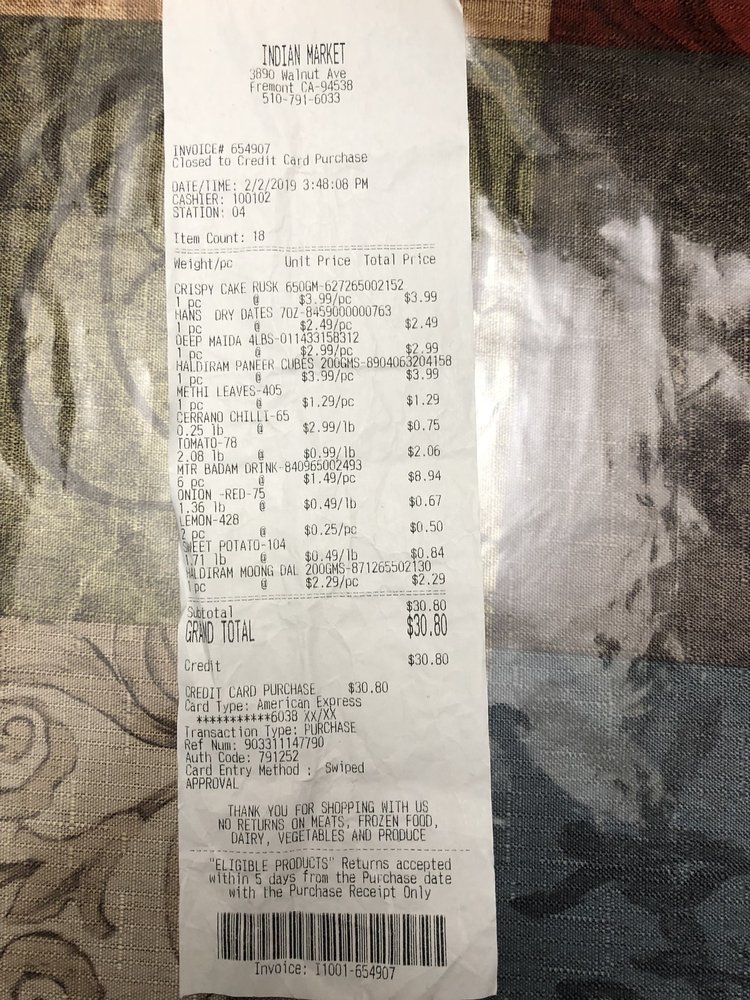 INDIAN MARKET
3890 Walnut Ave
Fremont CA-94538
510-791-6033
INVOICE# 654907
Closed to Credit Card Purchase
DATE/TIME: 2/2/2019 3:48:08 PM
CASHIER: 100102
STATION: 04
Item Count: 18
Weight/pc Unit Price Total Price
CRISPY CAKE RUSK 650GM-627265002152
1 pc @ $3.99/pc $3.99
HANS DRY DATES 7OZ-8459000000763
1 pc @ $2.49/pc $2.49
DEEP MAIDA 4LBS-011433158312
1 pc @ $2.99/pc $2.99
HALDIRAM PANEER CUBES 200GMS-8904063204158
1 pc @ $3.99/pc $3.99
METHI LEAVES-405
1 pc @ $1.29/pc $1.29
CERRANO CHILLI-65
0.25 lb @ $2.99/lb $0.75
TOMATO-78
2.08 lb @ $0.99/lb $2.06
MTR BADAM DRINK-840965002493
6 pc @ $1.49/pc $8.94
ONION -RED-75
1.36 lb @ $0.49/lb $0.67
LEMON-428
2 pc @ $0.25/pc $0.50
SWEET POTATO-104
1.71 lb @ $0.49/lb $0.84
HALDIRAM MOONG DAL 200GMS-871265502130
1 pc @ $2.29/pc $2.29
Subtotal $30.80
GRAND TOTAL $30.80
Credit $30.80
CREDIT CARD PURCHASE $30.80
Card Type: American Express
***********6038 XX/XX
Transaction Type: PURCHASE
Ref Num: 903311147790
Auth Code: 791252
Card Entry Method : Swiped
APPROVAL
THANK YOU FOR SHOPPING WITH US
NO RETURNS ON MEATS, FROZEN FOOD,
DAIRY, VEGETABLES AND PRODUCE
"ELIGIBLE PRODUCTS" Returns accepted
within 5 days from the Purchase date
with the Purchase Receipt Only
Invoice: I1001-654907